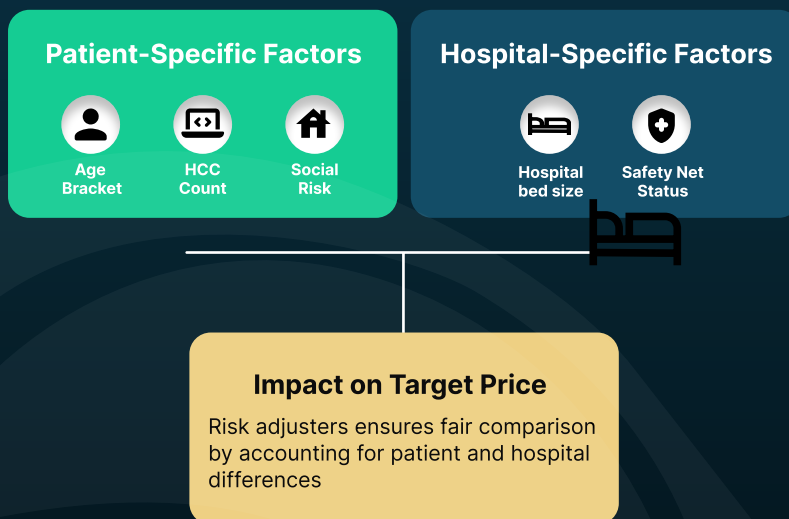 Patient-Specific Factors
Age
Bracket
HCC
Count
Social
Risk
Hospital-Specific Factors
Hospital
bed size
Safety Net
Status
Impact on Target Price
Risk adjusters ensures fair comparison
by accounting for patient and hospital
differences